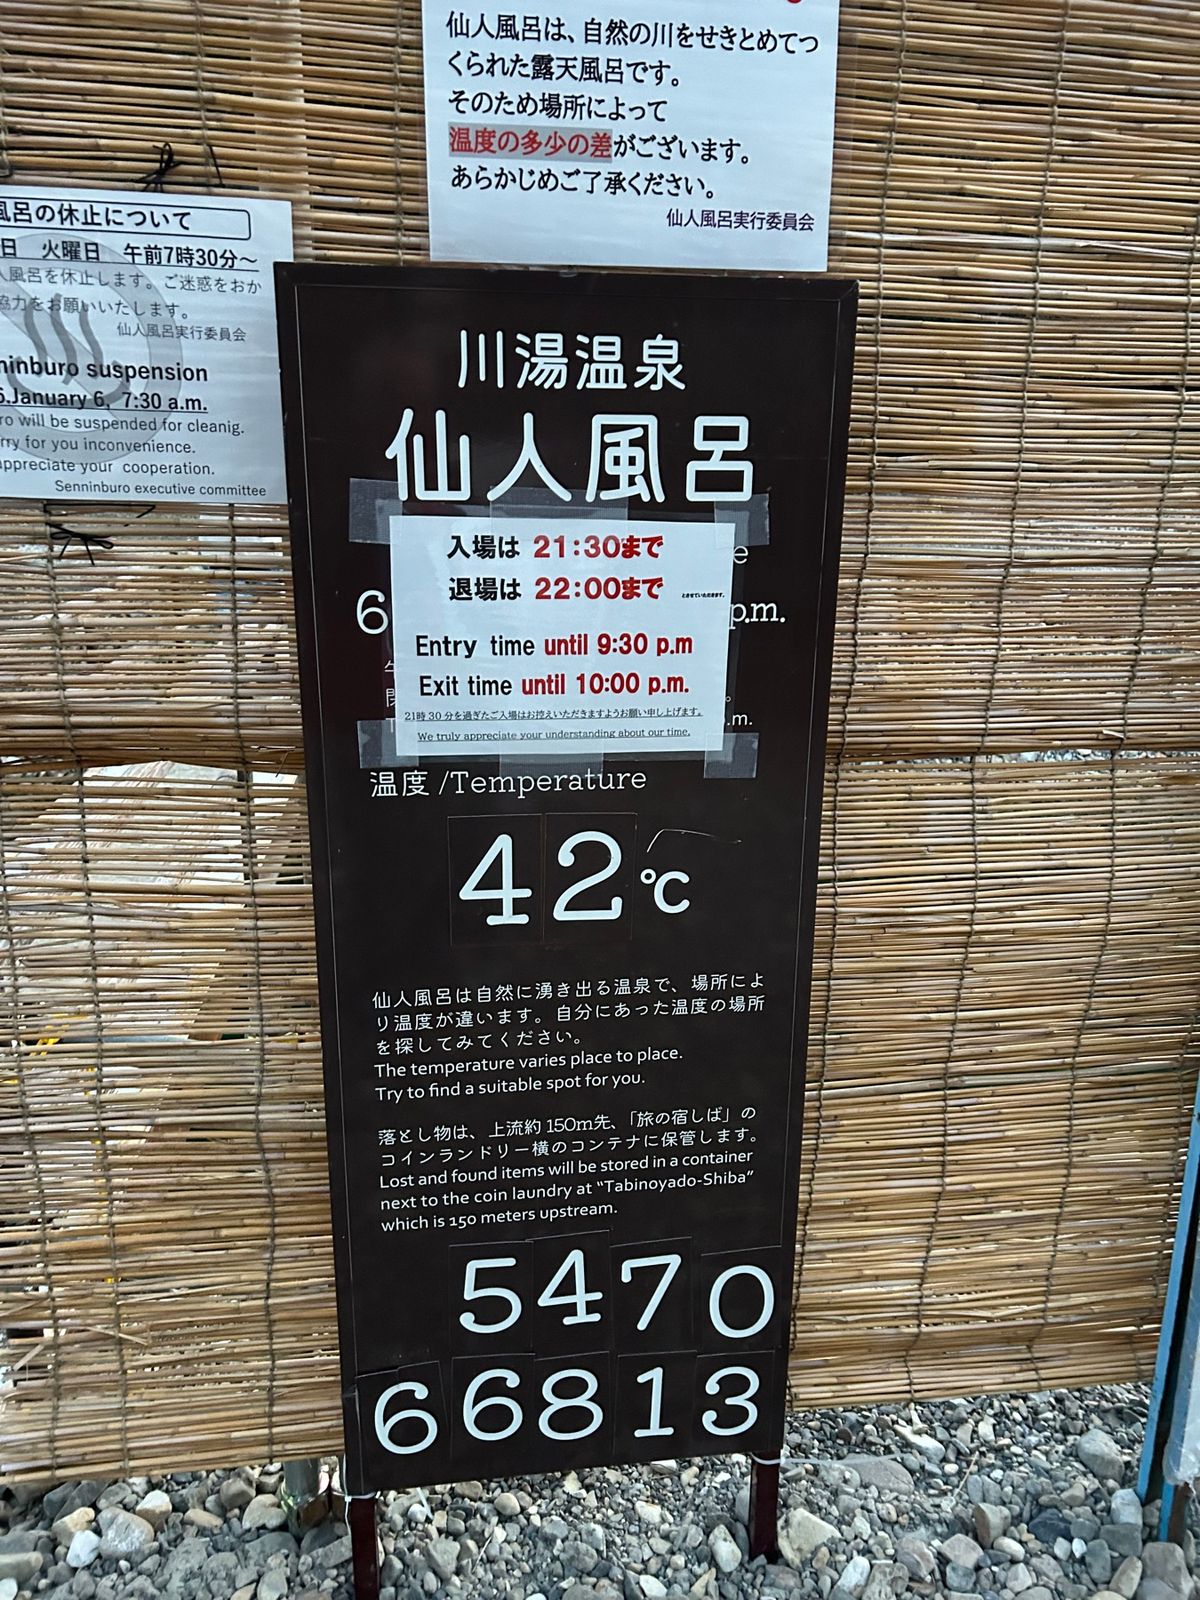 仙人風呂は、自然の川をせきとめてつ
くられた露天風呂です。
そのため場所によって
温度の多少の差がございます。
あらかじめご了承ください。
仙人風呂実行委員会
風呂の休止について
日 火曜日 午前7時30分～
人風呂を休止します。ご迷惑をおか
協力をお願いいたします。
仙人風呂実行委員会
ninburo suspension
6.January 6, 7:30 a.m.
ro will be suspended for cleanig.
rry for you inconvenience.
appreciate your cooperation.
Senninburo executive committee
川湯温泉
仙人風呂
入場は 21:30まで
退場は 22:00まで
とさせていただきます。
Entry time until 9:30 p.m
Exit time until 10:00 p.m.
21時30分を過ぎたご入場はお控えいただきますようお願い申し上げます。
We truly appreciate your understanding about our time.
e
6
p.m.
.m.
温度/Temperature
42℃
仙人風呂は自然に湧き出る温泉で、場所によ
り温度が違います。自分にあった温度の場所
を探してみてください。
The temperature varies place to place.
Try to find a suitable spot for you.
落とし物は、上流約150m先、「旅の宿しば」の
コインランドリー横のコンテナに保管します。
Lost and found items will be stored in a container
next to the coin laundry at “Tabinoyado-Shiba”
which is 150 meters upstream.
5470
66813